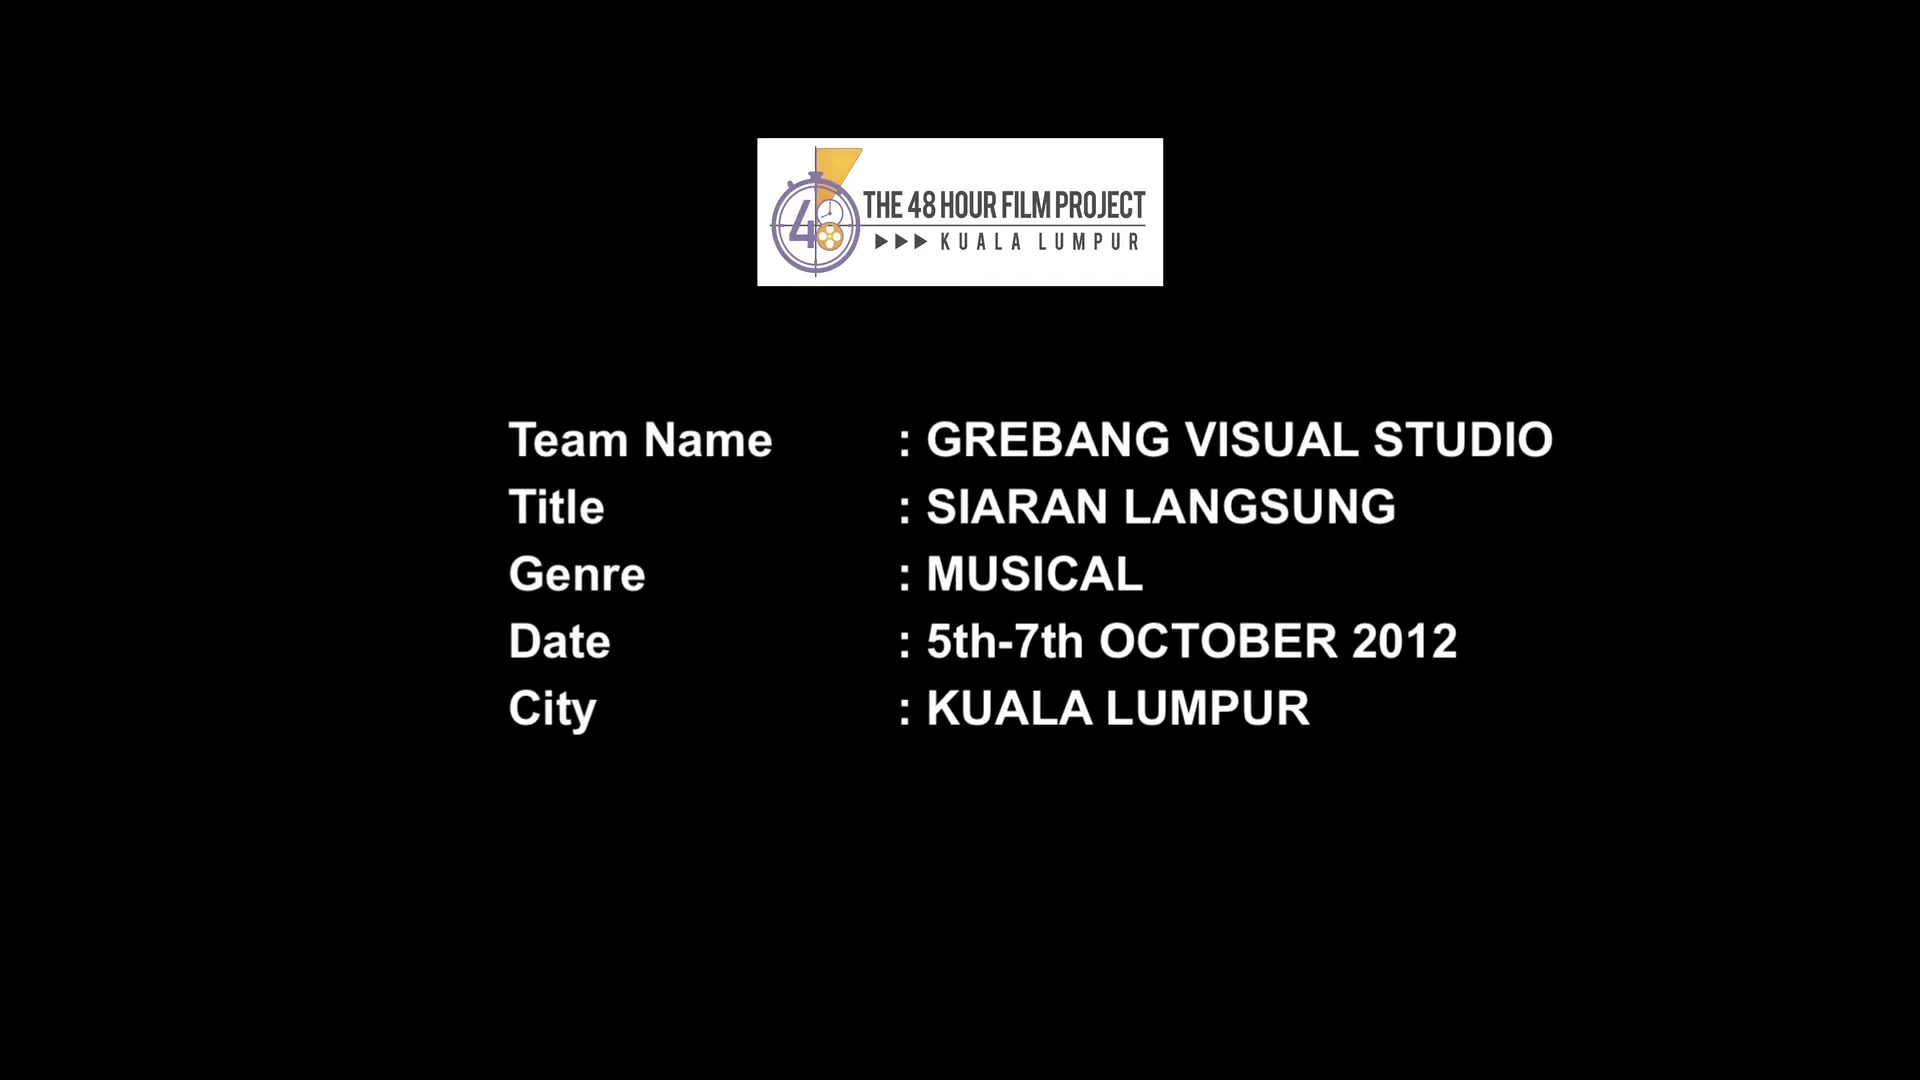 48
THE 48 HOUR FILM PROJECT
KUALA LUMPUR
Team Name : GREBANG VISUAL STUDIO
Title : SIARAN LANGSUNG
Genre : MUSICAL
Date : 5th-7th OCTOBER 2012
City : KUALA LUMPUR